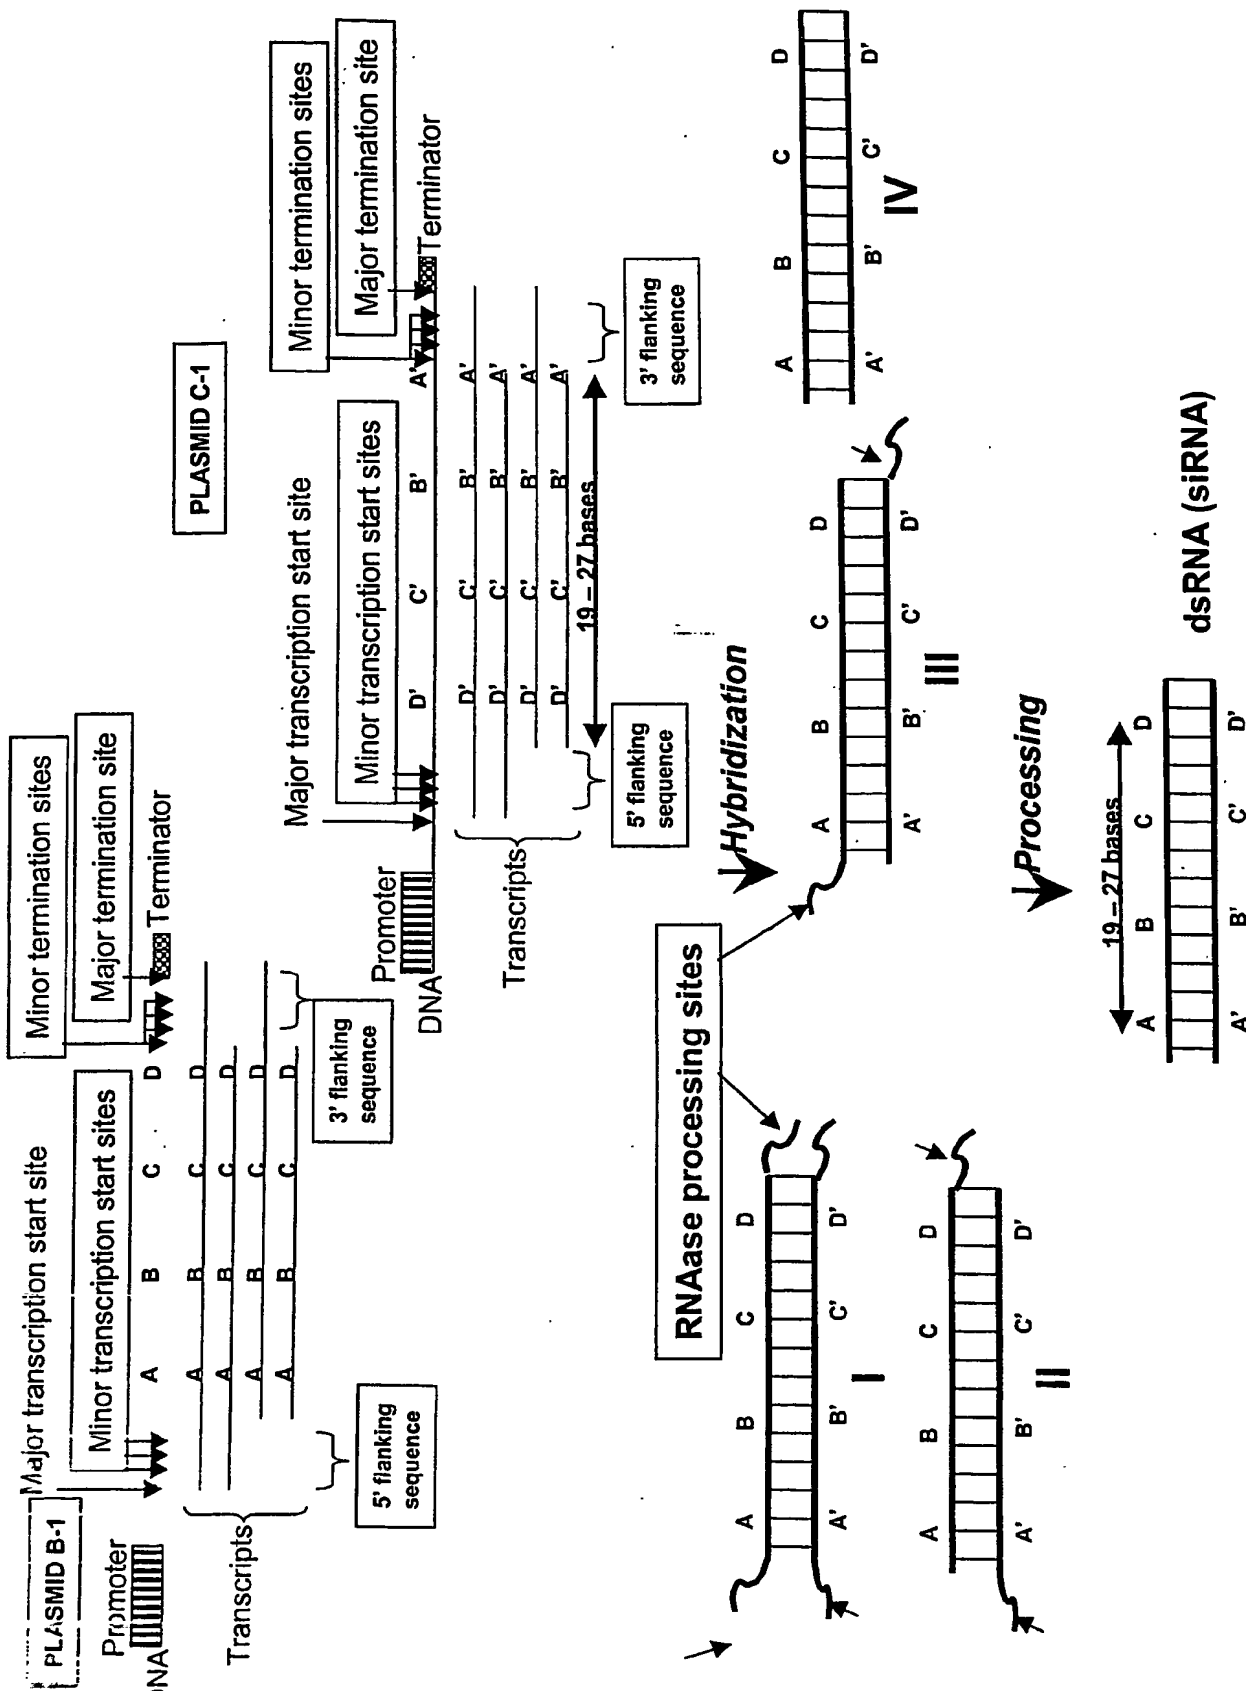 PLASMID B-1
Major transcription start site
Minor transcription start sites
Minor termination sites
Major termination site
Promoter
Terminator
A B C D
A B C D
A B C D
A B C D
A B C D
Transcripts
5' flanking
sequence
3' flanking
sequence
PLASMID C-1
Major transcription start site
Minor transcription start sites
Minor termination sites
Major termination site
Promoter
DNA
Terminator
D' C' B' A'
D' C' B' A'
D' C' B' A'
D' C' B' A'
D' C' B' A'
19 – 27 bases
Transcripts
5' flanking
sequence
3' flanking
sequence
Hybridization
RNAase processing sites
A B C D
A' B' C' D'
I
A B C D
A' B' C' D'
II
A B C D
A' B' C' D'
III
A B C D
A' B' C' D'
IV
Processing
19 – 27 bases
A B C D
A' B' C' D'
dsRNA (siRNA)